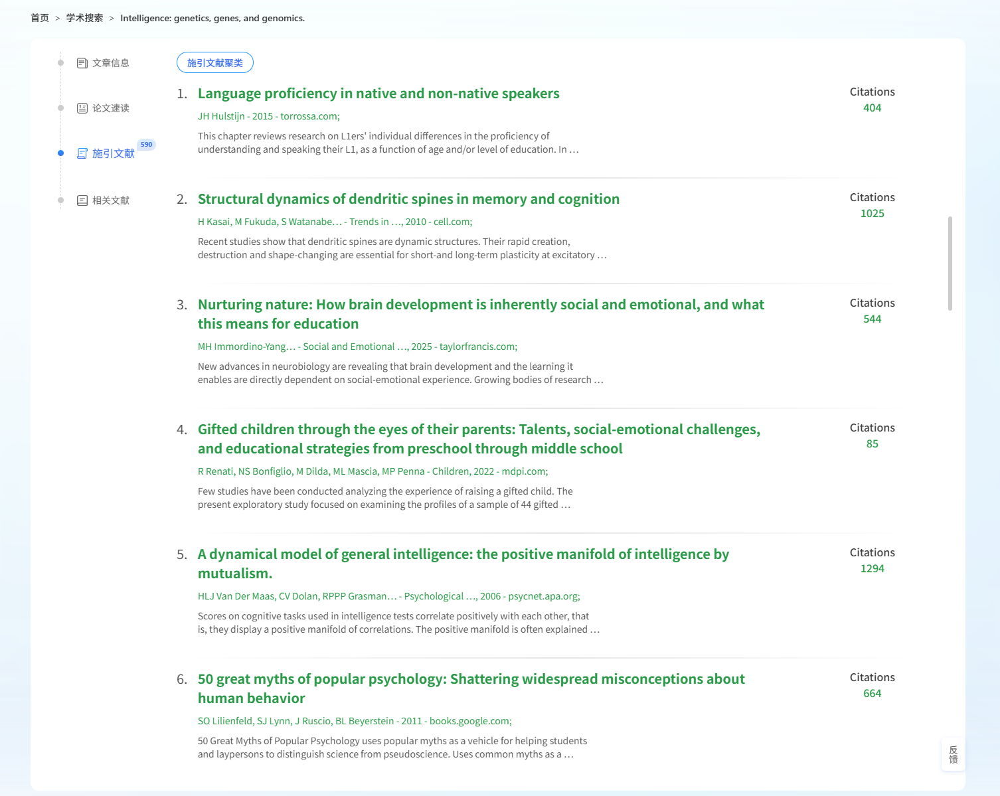 首页 > 学术搜索 > Intelligence: genetics, genes, and genomics.
文章信息
论文速读
施引文献 590
相关文献
施引文献聚类
1. Language proficiency in native and non-native speakers
JH Hulstijn - 2015 - torrossa.com;
This chapter reviews research on L1ers' individual differences in the proficiency of
understanding and speaking their L1, as a function of age and/or level of education. In …
Citations
404
2. Structural dynamics of dendritic spines in memory and cognition
H Kasai, M Fukuda, S Watanabe… - Trends in …, 2010 - cell.com;
Recent studies show that dendritic spines are dynamic structures. Their rapid creation,
destruction and shape-changing are essential for short-and long-term plasticity at excitatory …
Citations
1025
3. Nurturing nature: How brain development is inherently social and emotional, and what
this means for education
MH Immordino-Yang… - Social and Emotional …, 2025 - taylorfrancis.com;
New advances in neurobiology are revealing that brain development and the learning it
enables are directly dependent on social-emotional experience. Growing bodies of research …
Citations
544
4. Gifted children through the eyes of their parents: Talents, social-emotional challenges,
and educational strategies from preschool through middle school
R Renati, NS Bonfiglio, M Dilda, ML Mascia, MP Penna - Children, 2022 - mdpi.com;
Few studies have been conducted analyzing the experience of raising a gifted child. The
present exploratory study focused on examining the profiles of a sample of 44 gifted …
Citations
85
5. A dynamical model of general intelligence: the positive manifold of intelligence by
mutualism.
HLJ Van Der Maas, CV Dolan, RPPP Grasman… - Psychological …, 2006 - psycnet.apa.org;
Scores on cognitive tasks used in intelligence tests correlate positively with each other, that
is, they display a positive manifold of correlations. The positive manifold is often explained …
Citations
1294
6. 50 great myths of popular psychology: Shattering widespread misconceptions about
human behavior
SO Lilienfeld, SJ Lynn, J Ruscio, BL Beyerstein - 2011 - books.google.com;
50 Great Myths of Popular Psychology uses popular myths as a vehicle for helping students
and laypersons to distinguish science from pseudoscience. Uses common myths as a …
Citations
664
反馈